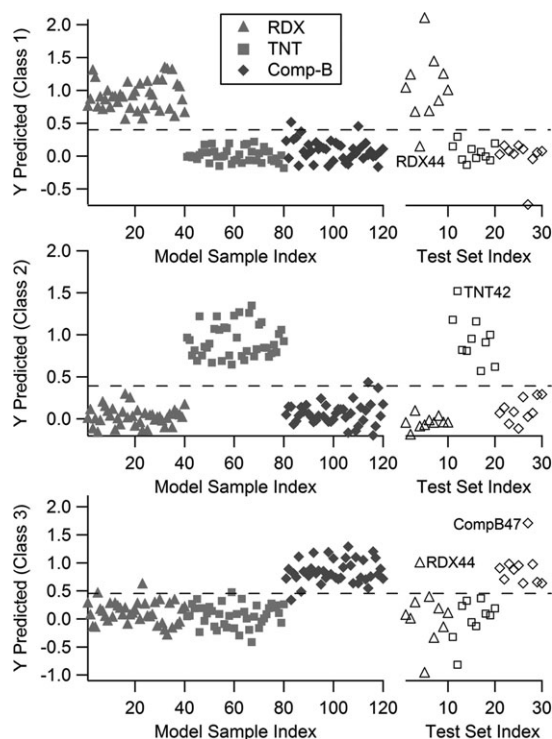 RDX
TNT
Comp-B
Y Predicted (Class 1)
2.0
1.5
1.0
0.5
0.0
-0.5
RDX44
20 40 60 80 100 120
10 20 30
Model Sample Index
Test Set Index
Y Predicted (Class 2)
2.0
1.5
1.0
0.5
0.0
TNT42
20 40 60 80 100 120
10 20 30
Model Sample Index
Test Set Index
Y Predicted (Class 3)
2.0
1.5
1.0
0.5
0.0
-0.5
-1.0
CompB47
RDX44
20 40 60 80 100 120
10 20 30
Model Sample Index
Test Set Index